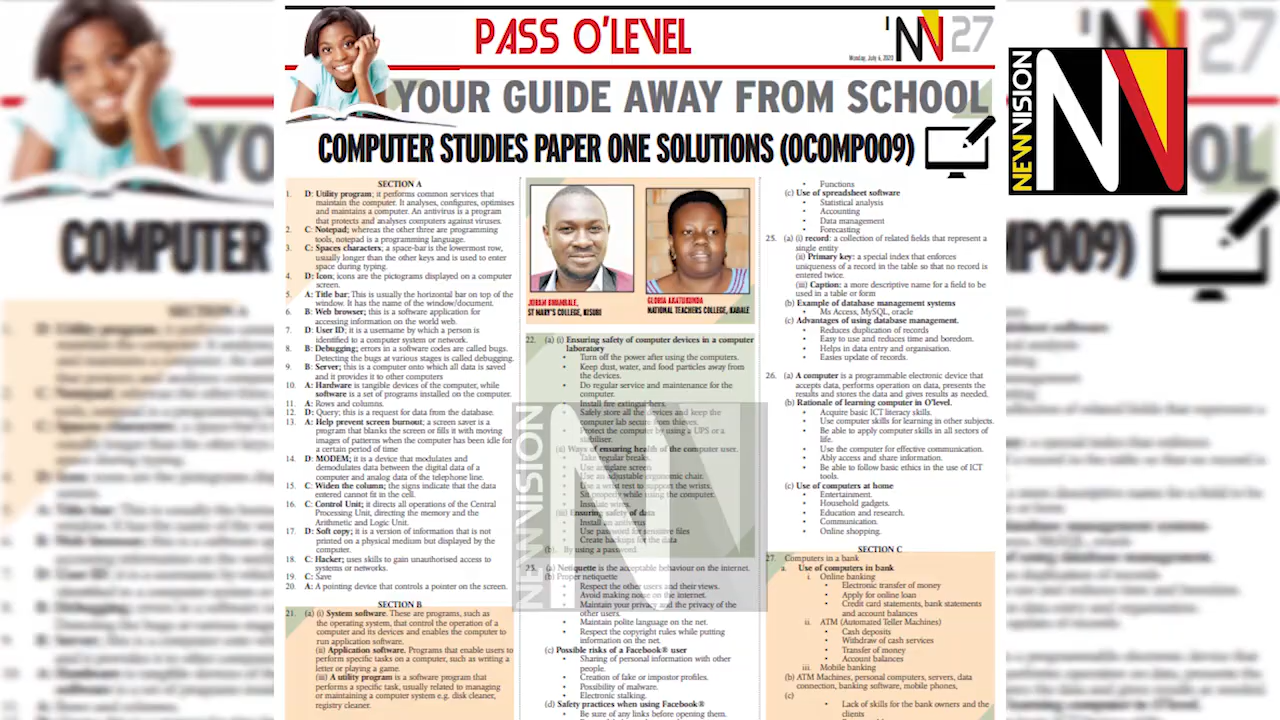 PASS O'LEVEL
Monday, July 6, 2020
27
YOUR GUIDE AWAY FROM SCHOOL
COMPUTER STUDIES PAPER ONE SOLUTIONS (OCOMP009)
NEW VISION
SECTION A
1. D: Utility program; it performs common services that
maintain the computer. It analyses, configures, optimises
and maintains a computer. An antivirus is a program
that protects and analyses computers against viruses.
2. C: Notepad; whereas the other three are programming
tools, notepad is a programming language.
3. C: Spaces characters; a space-bar is the lowermost row,
usually longer than the other keys and is used to enter
space during typing.
4. D: Icon; icons are the pictograms displayed on a computer
screen.
5. A: Title bar; This is usually the horizontal bar on top of the
window. It has the name of the window/document.
6. B: Web browser; this is a software application for
accessing information on the world web.
7. D: User ID; is a username by which a person is
identified to a computer system or network.
8. B: Debugging; errors in a software codes are called bugs.
Detecting the bugs at various stages is called debugging.
9. B: Server; this is a computer onto which all data is saved
and it provides it to other computers
10. A: Hardware is tangible devices of the computer, while
software is a set of programs installed on the computer.
11. A: Rows and columns.
12. D: Query; this is a request for data from the database.
13. A: Help prevent screen burnout; a screen saver is a
program that blanks the screen or fills it with moving
images of patterns when the computer has been idle for
a certain period of time
14. D: MODEM; it is a device that modulates and
demodulates data between the digital data of a
computer and analog data of the telephone line.
15. C: Widen the column; the signs indicate that the data
entered cannot fit in the cell.
16. C: Control Unit; it directs all operations of the Central
Processing Unit, directing the memory and the
Arithmetic and Logic Unit.
17. D: Soft copy; it is a version of information that is not
printed on a physical medium but displayed by the
computer.
18. C: Hacker; uses skills to gain unauthorised access to
systems or networks.
19. C: Save
20. A: A pointing device that controls a pointer on the screen.
SECTION B
21. (a) (i) System software. These are programs, such as
the operating system, that control the operation of a
computer and its devices and enables the computer to
run application software.
(ii) Application software. Programs that enable users to
perform specific tasks on a computer, such as writing a
letter or playing a game.
(iii) A utility program is a software program that
performs a specific task, usually related to managing
or maintaining a computer system e.g. disk cleaner,
registry cleaner.
ST MARY'S COLLEGE, KISUBI
NATIONAL TEACHERS COLLEGE, KABALE
22. (a) (i) Ensuring safety of computer devices in a computer
laboratory
• Turn off the power after using the computers.
• Keep dust, water, and food particles away from
the devices.
• Do regular service and maintenance for the
computer.
• Install fire extinguishers.
• Safely store all the devices and keep the
computer lab secure from thieves.
• Protect the computer by using a UPS or a
stabiliser.
(ii) Ways of ensuring health of the computer user.
• Take regular breaks.
• Use antiglare screen.
• Use an adjustable ergonomic chair.
• Use a wrist rest to support the wrists.
• Sit properly while using the computer.
(iii) Ensuring safety of data
• Install an antivirus
• Use password for sensitive files
• Create backups for the data
(b). By using a password.
(a) Netiquette is the acceptable behaviour on the internet.
(b) Proper netiquette
• Respect the other users and their views.
• Avoid making noise on the internet.
• Maintain your privacy and the privacy of the
other users.
• Maintain polite language on the net.
• Respect the copyright rules while putting
information on the net.
(c) Possible risks of a Facebook® user
• Sharing of personal information with other
people.
• Creation of fake or impostor profiles.
• Possibility of malware.
• Electronic stalking.
(d) Safety practices when using Facebook®
• Be sure of any links before opening them.
• Functions
(c) Use of spreadsheet software
• Statistical analysis
• Accounting
• Data management
• Forecasting
25. (a) (i) record: a collection of related fields that represent a
single entity
(ii) Primary key: a special index that enforces
uniqueness of a record in the table so that no record is
entered twice.
(iii) Caption: a more descriptive name for a field to be
used in a table or form
(b) Example of database management systems
• Ms Access, MySQL, oracle
(c) Advantages of using database management.
• Reduces duplication of records
• Easy to use and reduces time and boredom.
• Helps in data entry and organisation.
• Easies update of records.
26. (a) A computer is a programmable electronic device that
accepts data, performs operation on data, presents the
results and stores the data and gives results as needed.
(b) Rationale of learning computer in O'level.
• Acquire basic ICT literacy skills.
• Use computer skills for learning in other subjects.
• Be able to apply computer skills in all sectors of
life.
• Use the computer for effective communication.
• Ably access and share information.
• Be able to follow basic ethics in the use of ICT
tools.
(c) Use of computers at home
• Entertainment.
• Household gadgets.
• Education and research.
• Communication.
• Online shopping.
SECTION C
27. Computers in a bank
a. Use of computers in bank
i. Online banking
• Electronic transfer of money
• Apply for online loan
• Credit card statements, bank statements
and account balances
ii. ATM (Automated Teller Machines)
• Cash deposits
• Withdraw of cash services
• Transfer of money
• Account balances
iii. Mobile banking
(b) ATM Machines, personal computers, servers, data
connection, banking software, mobile phones,
(c)
• Lack of skills for the bank owners and the
clients
NEW VISION